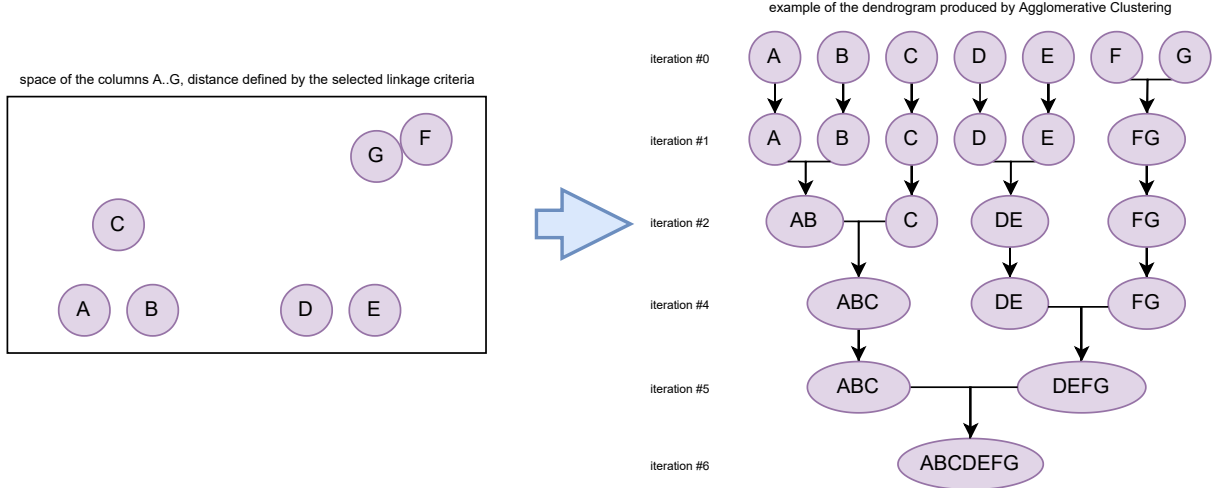 example of the dendrogram produced by Agglomerative Clustering
space of the columns A..G, distance defined by the selected linkage criteria
G F
C
A B D E
iteration #0 A B C D E F G
iteration #1 A B C D E FG
iteration #2 AB C DE FG
iteration #4 ABC DE FG
iteration #5 ABC DEFG
iteration #6 ABCDEFG